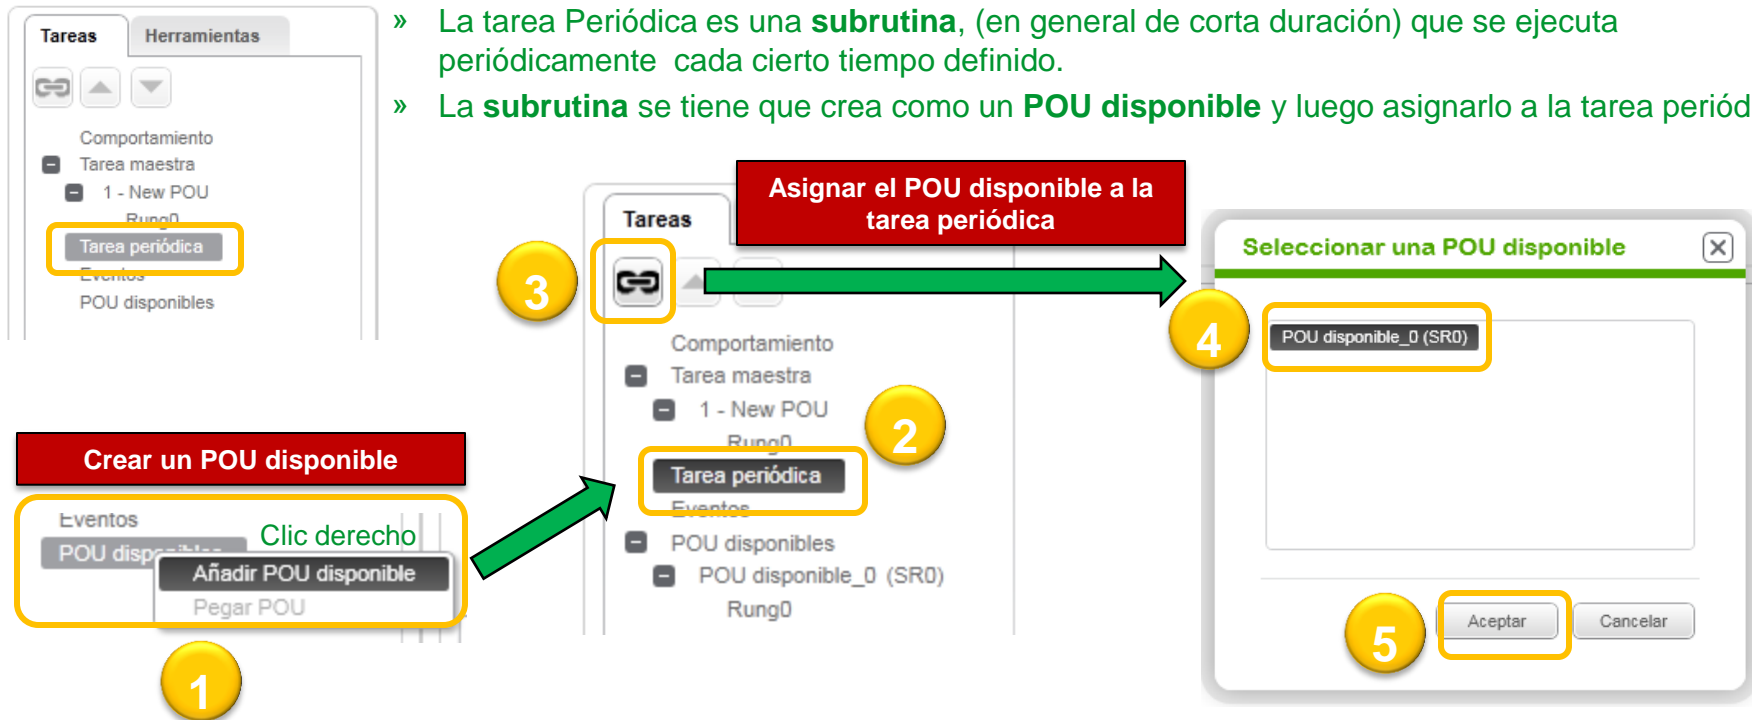 Tareas Herramientas
» La tarea Periódica es una subrutina, (en general de corta duración) que se ejecuta
periódicamente cada cierto tiempo definido.
» La subrutina se tiene que crea como un POU disponible y luego asignarlo a la tarea periód
Comportamiento
Tarea maestra
1 - New POU
Rung0
Tarea periódica
Eventos
POU disponibles
Crear un POU disponible
Eventos
POU disponibles
Clic derecho
Añadir POU disponible
Pegar POU
1
Asignar el POU disponible a la
tarea periódica
Tareas
3
Comportamiento
Tarea maestra
1 - New POU
2
Rung0
Tarea periódica
Eventos
POU disponibles
POU disponible_0 (SR0)
Rung0
Seleccionar una POU disponible
4
POU disponible_0 (SR0)
5
Aceptar Cancelar